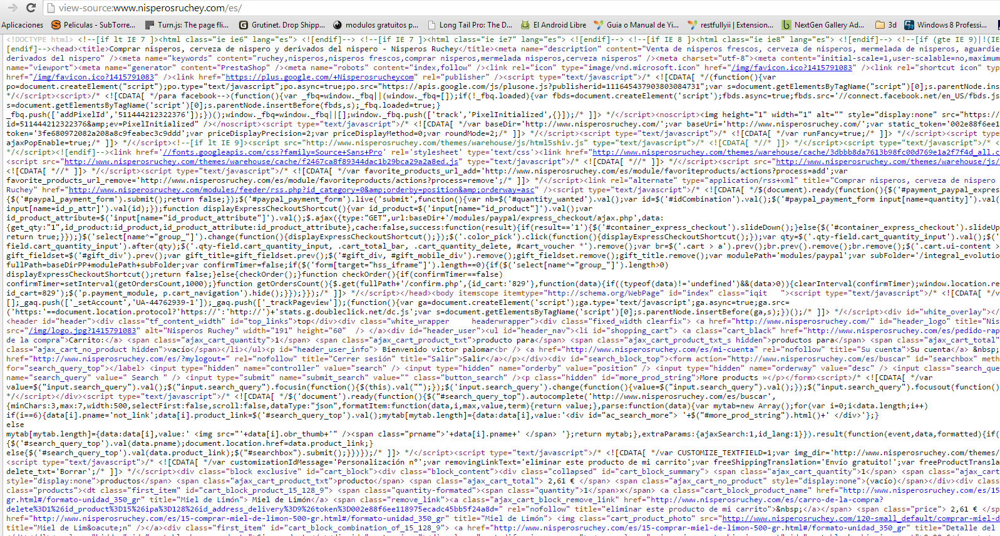 view-source:www.nisperosruchey.com/es/
Aplicaciones Peliculas - SubTorre... Turn.js: The page fli... Grutinet. Drop Shipp... modulos gratuitos p... Long Tail Pro: The D... El Android Libre Guia o Manual de Yi... restfullyii | Extension... NextGen Gallery Ad... 3d Windows 8 Professi...
<!DOCTYPE html> <!--[if lt IE 7 ]><html class="ie ie6" lang="es"> <![endif]--> <!--[if IE 7 ]><html class="ie ie7" lang="es"> <![endif]--> <!--[if IE 8 ]><html class="ie ie8" lang="es"> <![endif]--> <!--[if (gte IE 9)|!(IE
[endif]--><head><title>Comprar nisperos, cerveza de nispero y derivados del nispero - Nisperos Ruchey</title><meta name="description" content="Venta de nisperos frescos, cerveza de nisperos, mermelada de nisperos, aguardie
derivados del nispero" /><meta name="keywords" content="ruchey,nisperos,nisperos frescos,comprar nisperos,mermelada nisperos,cerveza nisperos" /><meta charset="utf-8"><meta content="initial-scale=1,user-scalable=no,maximum
name="viewport"><meta name="generator" content="PrestaShop" /><meta name="robots" content="index,follow" /><link rel="icon" type="image/vnd.microsoft.icon" href="/img/favicon.ico?1415791083" /><link rel="shortcut icon" typ
href="/img/favicon.ico?1415791083" /><link href="https://plus.google.com/+Nisperosrucheycom" rel="publisher" /><script type="text/javascript">/* <![CDATA[ */(function(){var
po=document.createElement("script");po.type="text/javascript";po.async=true;po.src="https://apis.google.com/js/plusone.js?publisherid=111645437903803084731";var s=document.getElementsByTagName("script")[0];s.parentNode.ins
*/</script><script>/* <![CDATA[ */para facebook-->(function(){var _fbq=window._fbq||(window._fbq=[]);if(!_fbq.loaded){var fbds=document.createElement('script');fbds.async=true;fbds.src='//connect.facebook.net/en_US/fbds.js
s=document.getElementsByTagName('script')[0];s.parentNode.insertBefore(fbds,s);_fbq.loaded=true;}
_fbq.push(['addPixelId','511444212322376']);})();window._fbq=window._fbq||[];window._fbq.push(['track','PixelInitialized',{}]);/* ]]> */</script><noscript><img height="1" width="1" alt="" style="display:none" src="https://
id=511444212322376&amp;ev=PixelInitialized" /></noscript><script type="text/javascript">/* <![CDATA[ */var baseDir='http://www.nisperosruchey.com/';var baseUri='http://www.nisperosruchey.com/';var static_token='002e88f6ee1
token='3fe680972082a208a8c9feabec3c9ddd';var priceDisplayPrecision=2;var priceDisplayMethod=0;var roundMode=2;/* ]]> */</script><script type="text/javascript">/* <![CDATA[ */var runFancy=true;/* ]]> */</script><script type
ajaxPopEnable=true;/* ]]> */</script><!--[if lt IE 9]><script src="http://www.nisperosruchey.com/themes/warehouse/js/html5shiv.js" type="text/javascript">/* <![CDATA[ *//* ]]> */</script><script type="text/javascript">/* <
*/</script><![endif]--><link href='//fonts.googleapis.com/css?family=Source+Sans+Pro' rel='stylesheet' type='text/css'><link href="http://www.nisperosruchey.com/themes/warehouse/cache/3dbbb8da7613b98fc00d769e1a2f7f4d_all.c
<script src="http://www.nisperosruchey.com/themes/warehouse/cache/f2467ca8f89344dac1b29bca29a2a8ed.js" type="text/javascript">/* <![CDATA[ *//* ]]> */</script><script src="http://www.nisperosruchey.com/themes/warehouse/js/
<![CDATA[ *//* ]]> */</script><script type="text/javascript">/* <![CDATA[ */var favorite_products_url_add='http://www.nisperosruchey.com/es/module/favoriteproducts/actions?process=add';var
favorite_products_url_remove='http://www.nisperosruchey.com/es/module/favoriteproducts/actions?process=remove';/* ]]> */</script><link rel="alternate" type="application/rss+xml" title="Comprar nisperos, cerveza de nispero
Ruchey" href="http://www.nisperosruchey.com/modules/feeder/rss.php?id_category=0&amp;orderby=position&amp;orderway=asc" /><script type="text/javascript">/* <![CDATA[ */$(document).ready(function(){$('#payment_paypal_expres
{$('#paypal_payment_form').submit();return false;});$('#paypal_payment_form').live('submit',function(){var nb=$('#quantity_wanted').val();var id=$('#idCombination').val();$('#paypal_payment_form input[name=quantity]').val(
input[name=id_p_attr]').val(id);});function displayExpressCheckoutShortcut(){var id_product=$('input[name="id_product"]').val();var
id_product_attribute=$('input[name="id_product_attribute"]').val();$.ajax({type:"GET",url:baseDir+'/modules/paypal/express_checkout/ajax.php',data:
{get_qty:"1",id_product:id_product,id_product_attribute:id_product_attribute},cache:false,success:function(result){if(result=='1'){$('#container_express_checkout').slideDown();}else{$('#container_express_checkout').slideUp
return true;}});}$('select[name^="group_"]').change(function(){displayExpressCheckoutShortcut();});$('.color_pick').click(function(){displayExpressCheckoutShortcut();});var qty=$('.qty-field.cart_quantity_input').val();$('
field.cart_quantity_input').after(qty);$('.qty-field.cart_quantity_input, .cart_total_bar, .cart_quantity_delete, #cart_voucher *').remove();var br=$('.cart > a').prev();br.prev().remove();br.remove();$('.cart.ui-content >
gift_fieldset=$('#gift_div').prev();var gift_title=gift_fieldset.prev();$('#gift_div, #gift_mobile_div').remove();gift_fieldset.remove();gift_title.remove();var modulePath='modules/paypal';var subFolder='/integral_evolutio
fullPath=baseDirPP+modulePath+subFolder;var confirmTimer=false;if($('form[target="hss_iframe"]').length==0){if($('select[name^="group_"]').length>0)
displayExpressCheckoutShortcut();return false;}else{checkOrder();}function checkOrder(){if(confirmTimer==false)
confirmTimer=setInterval(getOrdersCount,1000);}function getOrdersCount(){$.get(fullPath+'/confirm.php',{id_cart:'829'},function(data){if((typeof(data)!='undefined')&&(data>0)){clearInterval(confirmTimer);window.location.re
id_cart=829');$('p.payment_module, p.cart_navigation').hide();}});}});/* ]]> */</script></head><body itemscope itemtype="http://schema.org/WebPage" id="index" class="iqit   "><script type="text/javascript">/* <![CDATA[ */v
[];_gaq.push(['_setAccount','UA-44762939-1']);_gaq.push(['_trackPageview']);(function(){var ga=document.createElement('script');ga.type='text/javascript';ga.async=true;ga.src=
('https:'==document.location.protocol?'https://':'http://')+'stats.g.doubleclick.net/dc.js';var s=document.getElementsByTagName('script')[0];s.parentNode.insertBefore(ga,s);})();/* ]]> */</script><div id="white_overlay"></
<header id="header"><div class="tf_content_width" id="top_links">top</div><div class="white_wrapper     headerwrapper"><div class="fixed_width clearfix"> <a href="http://www.nisperosruchey.com/" id="header_logo" title="Nis
src="/img/logo.jpg?1415791083" alt="Nisperos Ruchey" width="191" height="60"  /> </a><div id="header_user"><ul id="header_nav"><li id="shopping_cart"> <a class="cart_black" href="http://www.nisperosruchey.com/es/pedido-rap
de la compra">Carrito:</a> <span class="ajax_cart_quantity">1</span> <span class="ajax_cart_product_txt">producto para</span> <span class="ajax_cart_product_txt_s hidden">productos para</span> <span class="ajax_cart_total"
class="ajax_cart_no_product hidden">vacío</span></li></ul><p id="header_user_info"> Bienvenido victor palomar<br /> <a href="http://www.nisperosruchey.com/es/mi-cuenta" rel="nofollow" title="Su cuenta">Su cuenta</a> &nbsp;
href="http://www.nisperosruchey.com/es/?mylogout=" rel="nofollow" title="Cerrer sesión" title="Salir">Salir</a></p></div><div id="search_block_top"><form action="http://www.nisperosruchey.com/es/buscar" id="searchbox" meth
for="search_query_top"></label> <input type="hidden" name="controller" value="search" /> <input type="hidden" name="orderby" value="position" /> <input type="hidden" name="orderway" value="desc" /> <input class="search_que
name="search_query" value=" Search " /> <input type="submit" name="submit_search" value="" class="button_search" /><p class="hidden" id="more_prod_string">More products »</p></form><script>/* <![CDATA[ */var
value=$("input.search_query").val();$("input.search_query").focusin(function(){$(this).val("");});$('input.search_query').change(function(){value=$("input.search_query").val();});$("input.search_query").focusout(function()
*/</script></div><script type="text/javascript">/* <![CDATA[ */$('document').ready(function(){$("#search_query_top").autocomplete('http://www.nisperosruchey.com/es/buscar',
{minChars:3,max:7,width:500,selectFirst:false,scroll:false,dataType:"json",formatItem:function(data,i,max,value,term){return value;},parse:function(data){var mytab=new Array();for(var i=0;i<data.length;i++)
if(i==6){data[i].pname='not_link';data[i].product_link=$('#search_query_top').val();mytab[mytab.length]={data:data[i],value:'<div id="ac_search_more"> '+$("#more_prod_string").html()+' </div>'};}
else
mytab[mytab.length]={data:data[i],value:' <img src="'+data[i].obr_thumb+'" /><span class="prname">'+data[i].pname+' </span> '};return mytab;},extraParams:{ajaxSearch:1,id_lang:1}}).result(function(event,data,formatted){if(
{$('#search_query_top').val(data.pname);document.location.href=data.product_link;}
else{$('#search_query_top').val(data.product_link);$("#searchbox").submit();}})});/* ]]> */</script><script type="text/javascript">/* <![CDATA[ */var CUSTOMIZE_TEXTFIELD=1;var img_dir='http://www.nisperosruchey.com/themes/
<script type="text/javascript">/* <![CDATA[ */var customizationIdMessage='Personalización n°';var removingLinkText='eliminar este producto de mi carrito';var freeShippingTranslation='Envío gratuito!';var freeProductTransla
delete_txt='Borrar';/* ]]> */</script><div class="block exclusive" id="cart_block"><div class="block_content"><div class="collapsed" id="cart_block_summary"> <span class="ajax_cart_quantity">1</span> <span class="ajax_cart
style="display:none">productos</span> <span class="ajax_cart_product_txt">producto</span> <span class="ajax_cart_total"> 2,61 € </span> <span class="ajax_cart_no_product" style="display:none">(vacío)</span></div><div class
class="products"><dt class="first_item" id="cart_block_product_15_128_9"> <span class="quantity-formated"><span class="quantity">1</span>x</span> <a class="cart_block_product_name" href="http://www.nisperosruchey.com/es/15
gr.html#/formato-unidad_350_gr" title="Miel de Limón"> Miel de Limón</a> <span class="remove_link"><a class="ajax_cart_block_remove_link" href="http://www.nisperosruchey.com/es/carro-de-la-compra?
delete%3D1%26id_product%3D15%26ipa%3D128%26id_address_delivery%3D9%26token%3D002e88f6ee118975ecadc45bb5f24a8d=" rel="nofollow" title="eliminar este producto de mi carrito">&nbsp;</a></span> <span class="price"> 2,61 € </sp
href="http://www.nisperosruchey.com/es/15-comprar-miel-de-limon-500-gr.html#/formato-unidad_350_gr" title="Miel de Limón"> <img class="cart_product_photo" src="http://www.nisperosruchey.com/120-small_default/comprar-miel-d
title="Miel de Lim&oacute;n" /></a><div class="first_item" id="cart_block_combination_of_15_128_9"> <a href="http://www.nisperosruchey.com/es/15-comprar-miel-de-limon-500-gr.html#/formato-unidad_350_gr" title="Detalle del